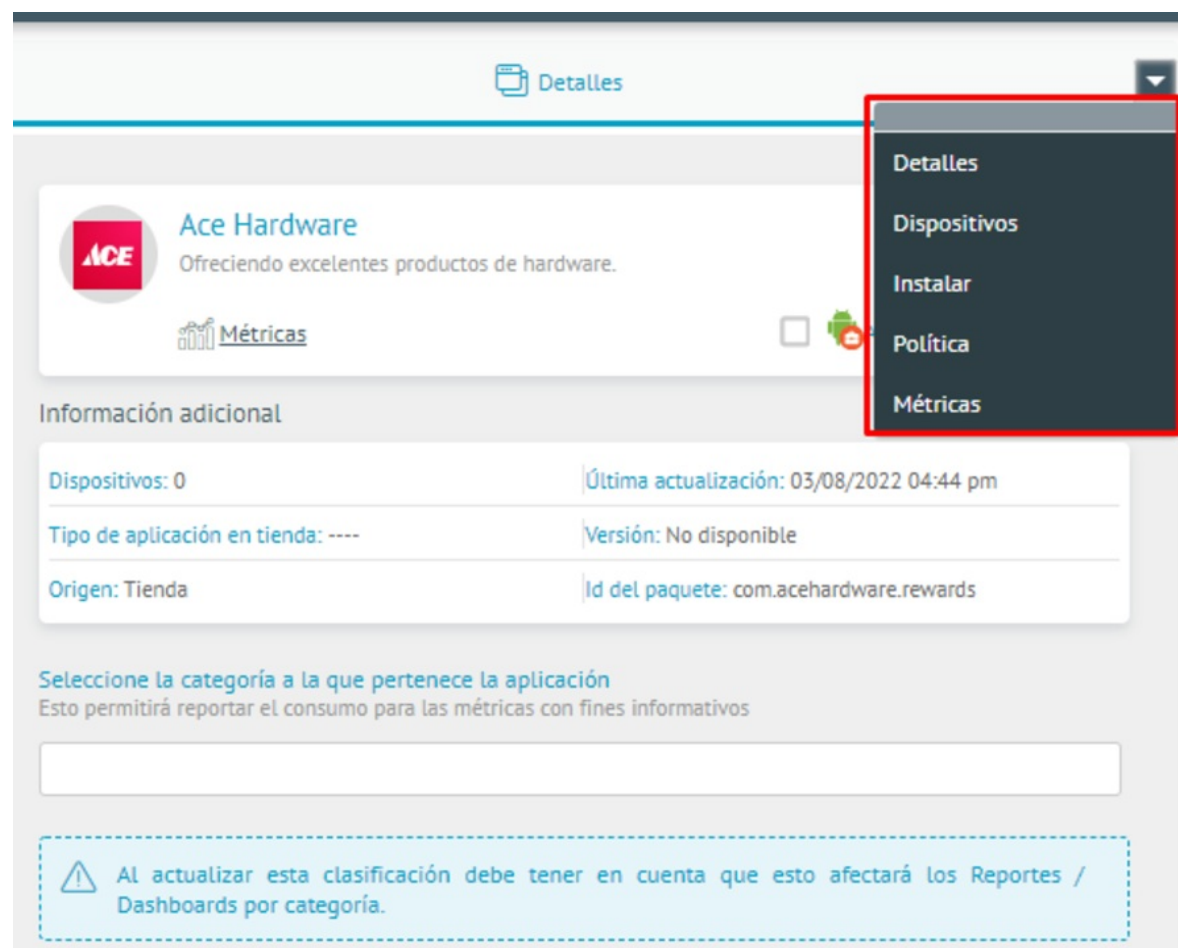 Detalles
Detalles
Dispositivos
Instalar
Política
Métricas
ACE
Ace Hardware
Ofreciendo excelentes productos de hardware.
Métricas
Información adicional
Dispositivos: 0
Última actualización: 03/08/2022 04:44 pm
Tipo de aplicación en tienda: ----
Versión: No disponible
Origen: Tienda
Id del paquete: com.acehardware.rewards
Seleccione la categoría a la que pertenece la aplicación
Esto permitirá reportar el consumo para las métricas con fines informativos
Al actualizar esta clasificación debe tener en cuenta que esto afectará los Reportes /
Dashboards por categoría.